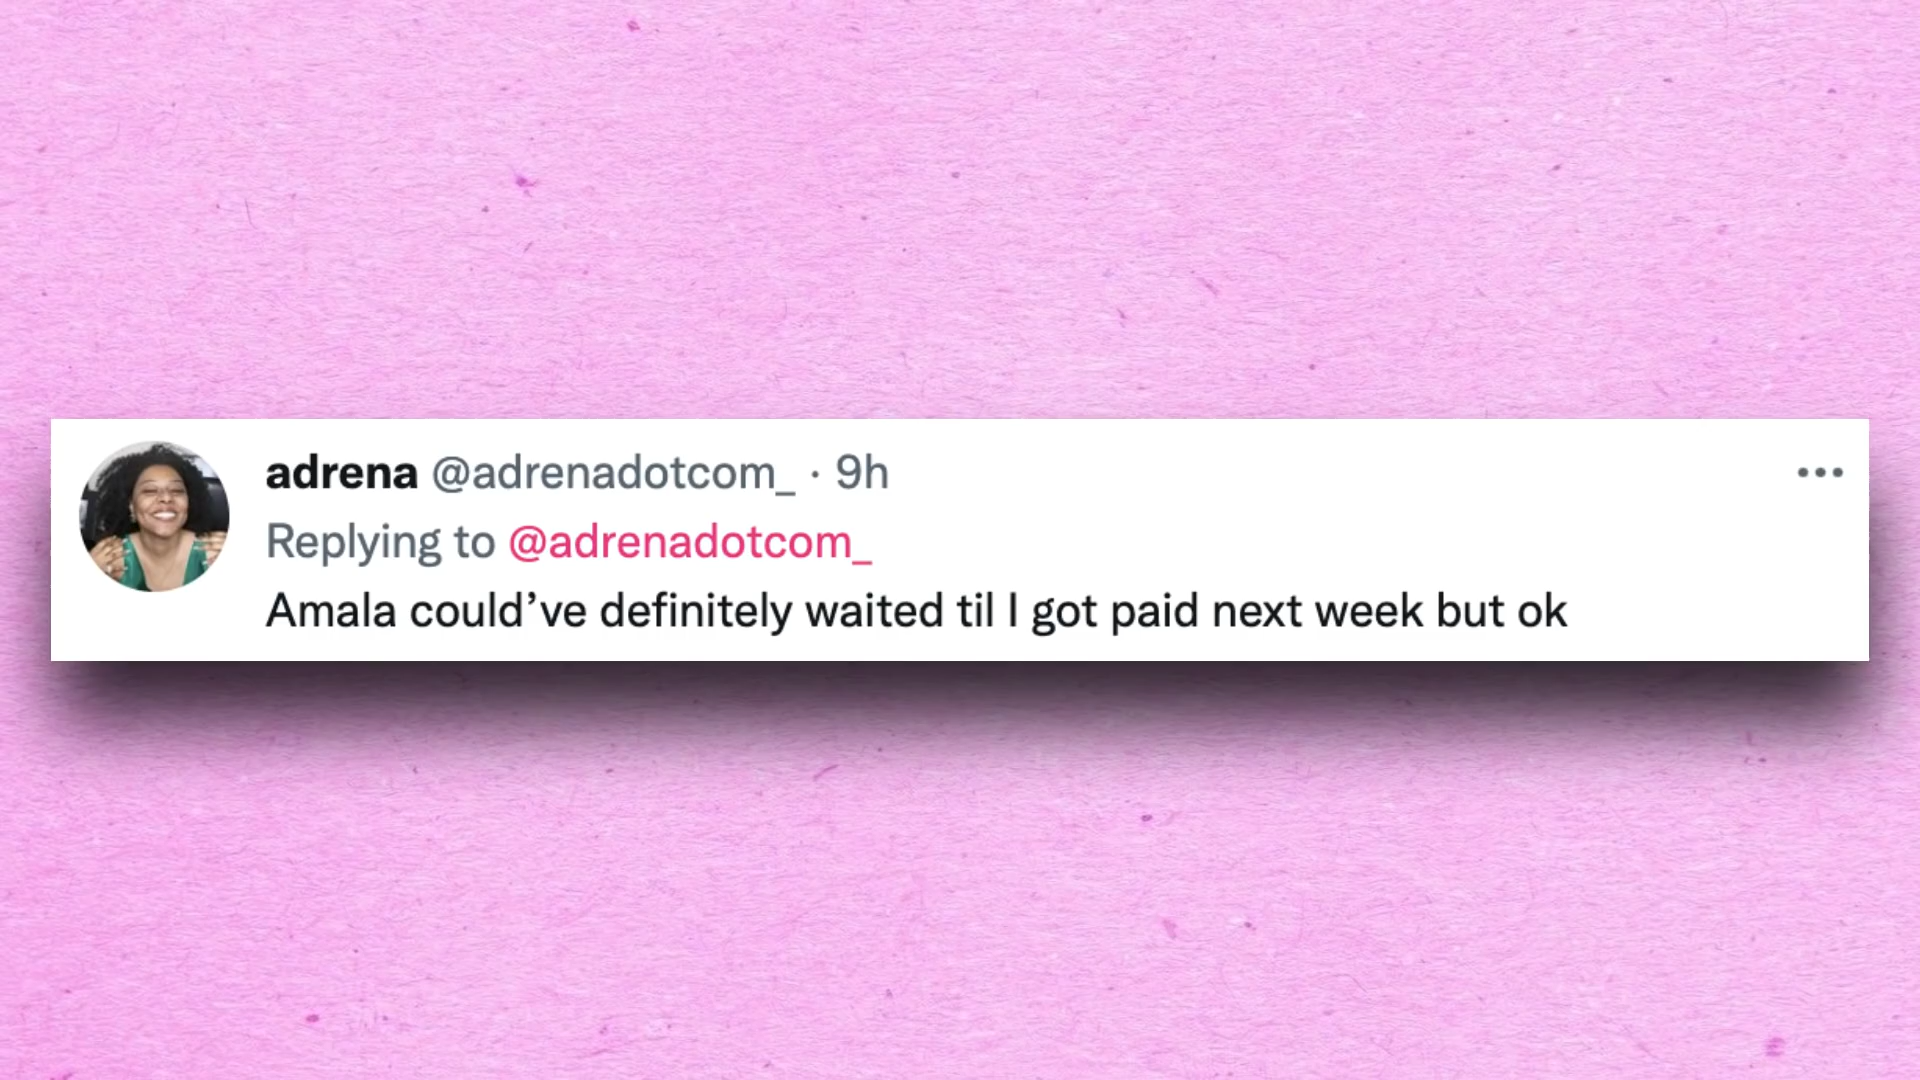 adrena @adrenadotcom_ · 9h
Replying to @adrenadotcom_
Amala could’ve definitely waited til I got paid next week but ok